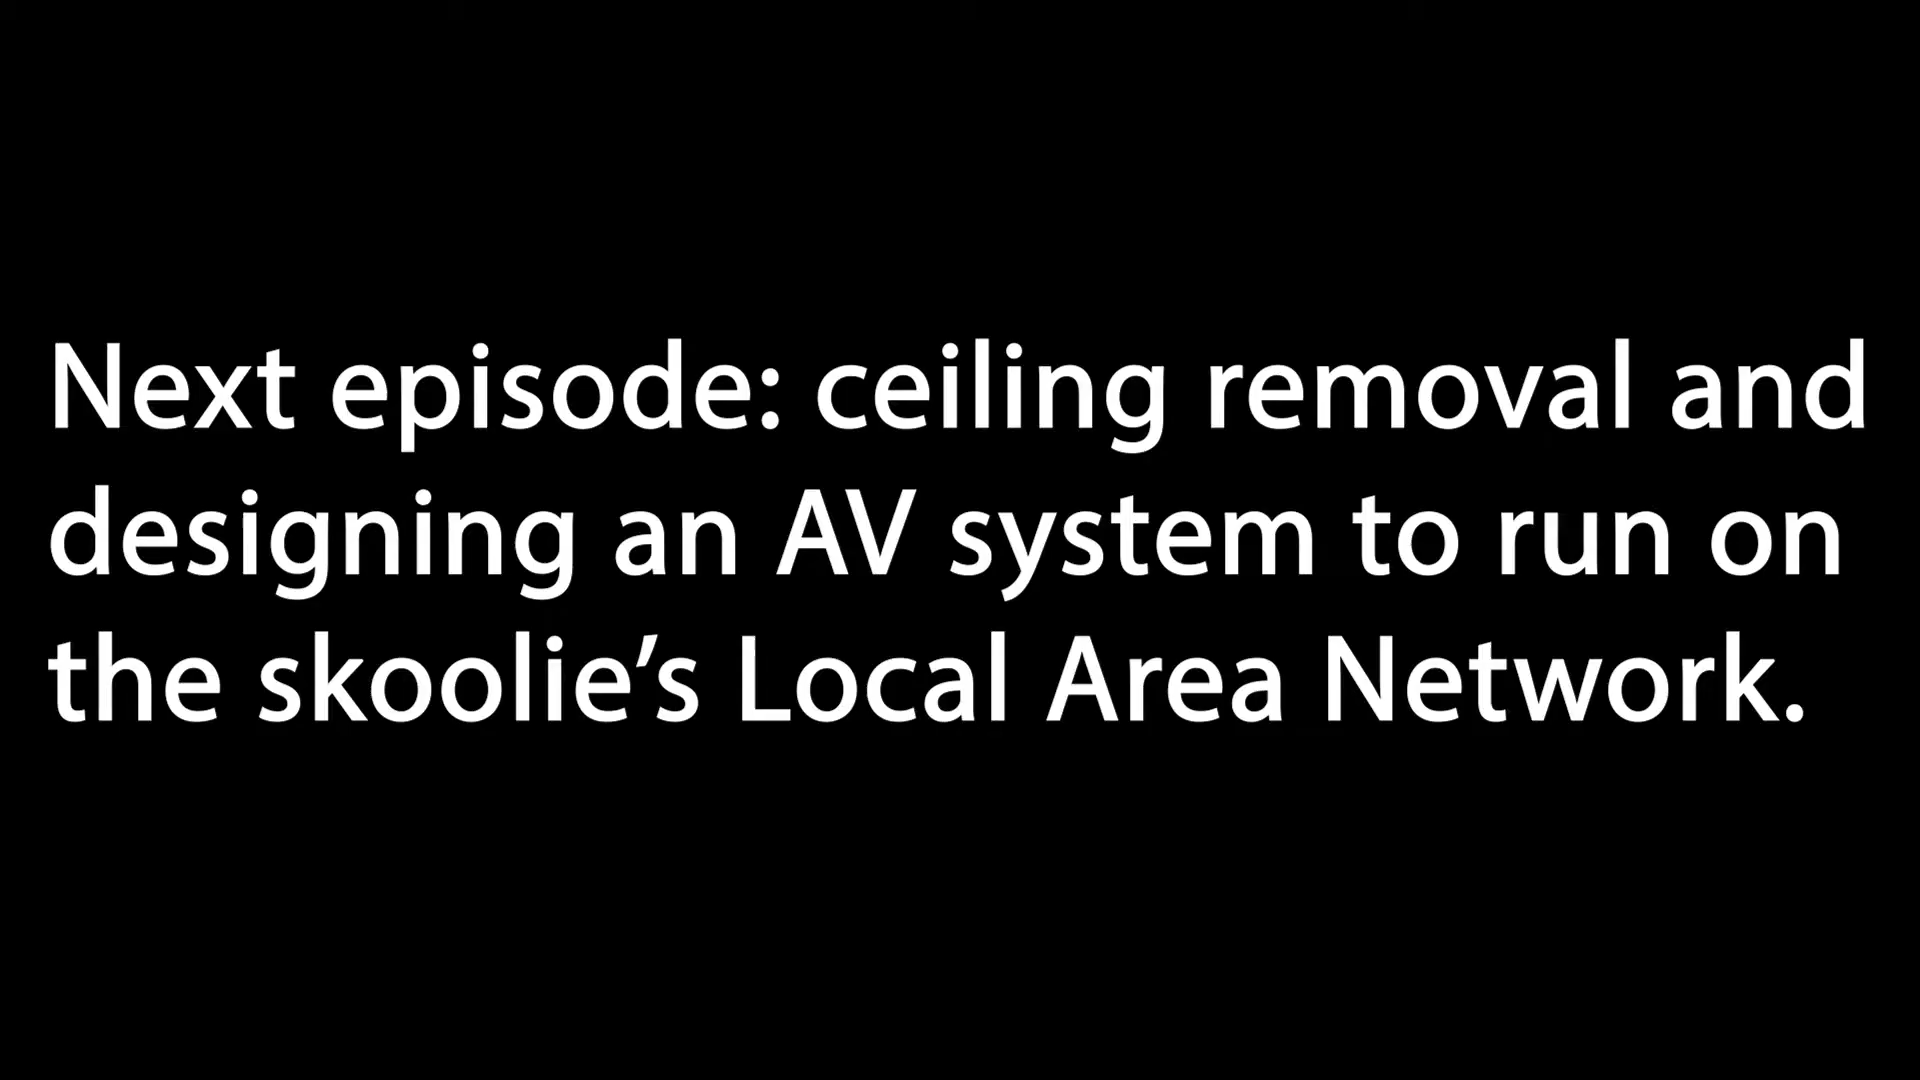 Next episode: ceiling removal and
designing an AV system to run on
the skoolie’s Local Area Network.